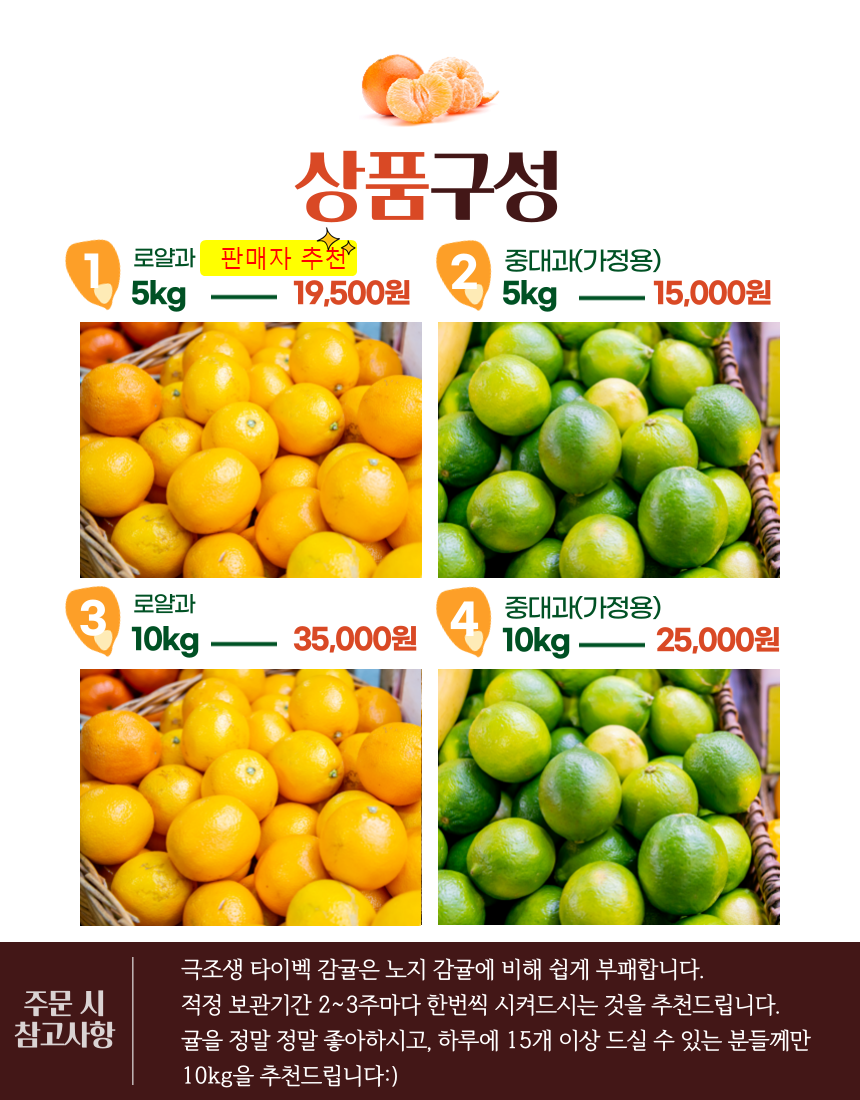 상품구성
1 로얄과 판매자 추천
5kg 19,500원
2 중대과(가정용)
5kg 15,000원
3 로얄과
10kg 35,000원
4 중대과(가정용)
10kg 25,000원
주문 시
참고사항
극조생 타이벡 감귤은 노지 감귤에 비해 쉽게 부패합니다.
적정 보관기간 2~3주마다 한번씩 시켜드시는 것을 추천드립니다.
귤을 정말 정말 좋아하시고, 하루에 15개 이상 드실 수 있는 분들께만
10kg을 추천드립니다:)